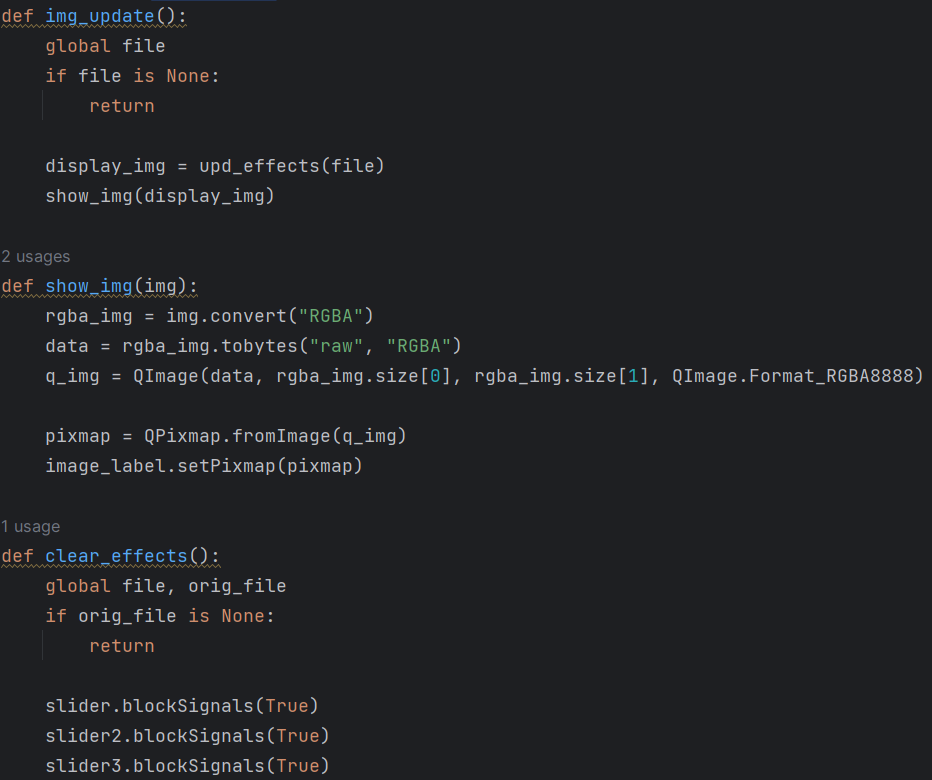 def img_update():
    global file
    if file is None:
        return

    display_img = upd_effects(file)
    show_img(display_img)

2 usages
def show_img(img):
    rgba_img = img.convert("RGBA")
    data = rgba_img.tobytes("raw", "RGBA")
    q_img = QImage(data, rgba_img.size[0], rgba_img.size[1], QImage.Format_RGBA8888)

    pixmap = QPixmap.fromImage(q_img)
    image_label.setPixmap(pixmap)

1 usage
def clear_effects():
    global file, orig_file
    if orig_file is None:
        return

    slider.blockSignals(True)
    slider2.blockSignals(True)
    slider3.blockSignals(True)